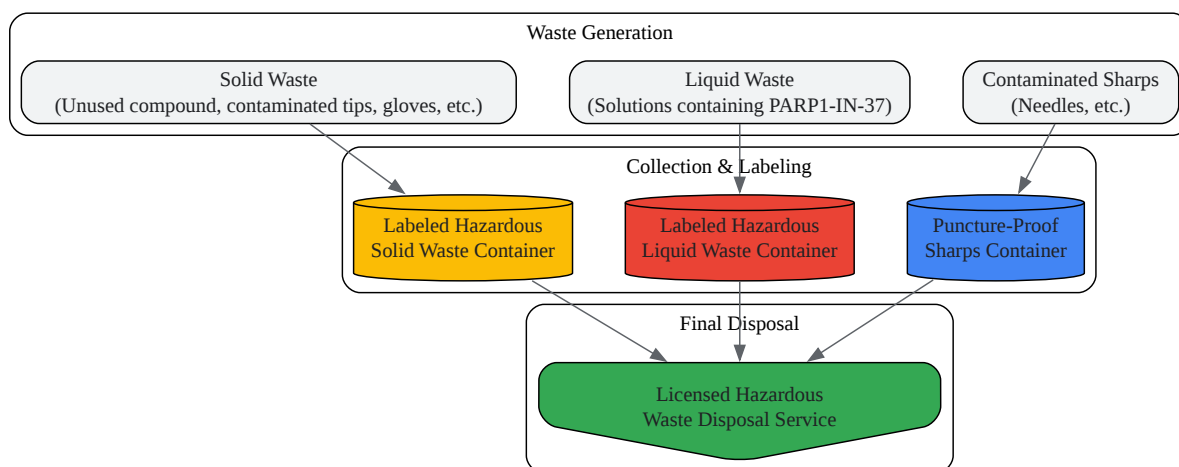 Waste Generation
Solid Waste
(Unused compound, contaminated tips, gloves, etc.)
Liquid Waste
(Solutions containing PARP1-IN-37)
Contaminated Sharps
(Needles, etc.)
Collection & Labeling
Labeled Hazardous
Solid Waste Container
Labeled Hazardous
Liquid Waste Container
Puncture-Proof
Sharps Container
Final Disposal
Licensed Hazardous
Waste Disposal Service